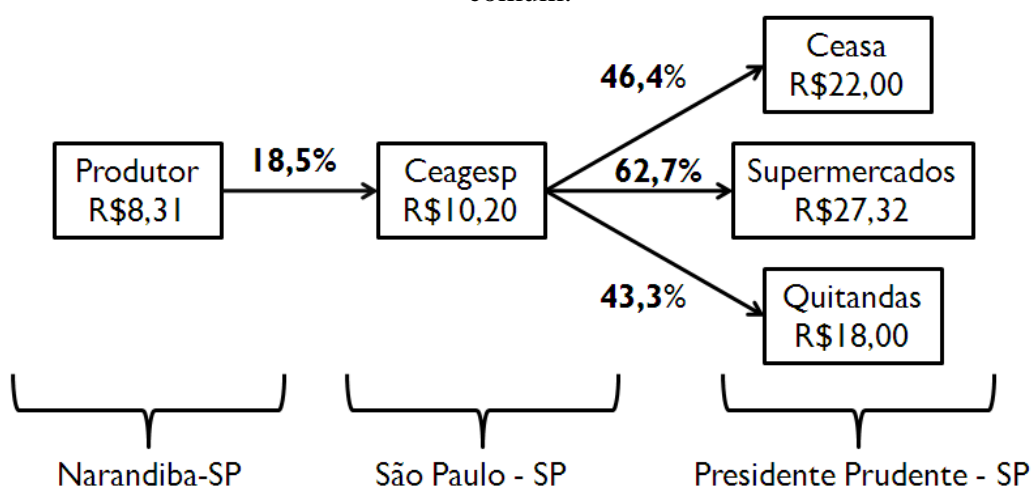 comum.
Ceasa
R$22,00
46,4%
Produtor
R$8,31
18,5%
Ceagesp
R$10,20
62,7%
Supermercados
R$27,32
43,3%
Quitandas
R$18,00
Narandiba-SP
São Paulo - SP
Presidente Prudente - SP